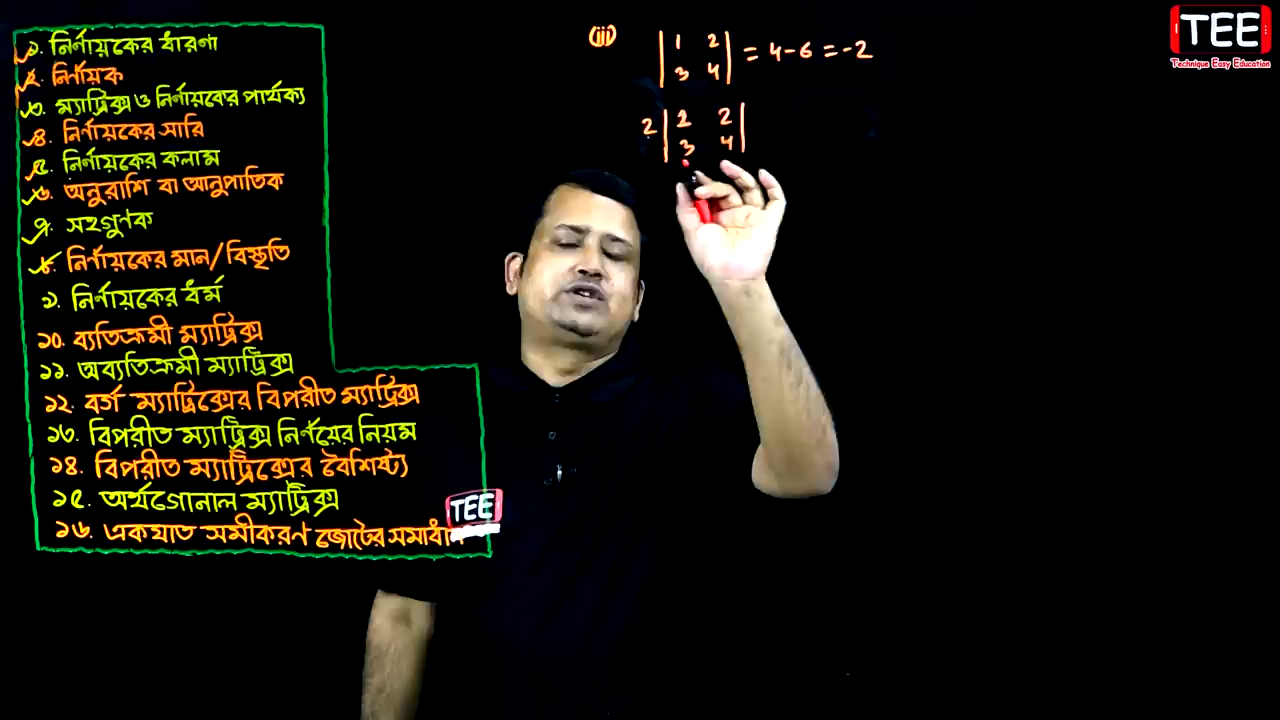 ১. নির্ণায়কের ধারণা
২. নির্ণায়ক
৩. ম্যাট্রিক্স ও নির্ণায়কের পার্থক্য
৪. নির্ণায়কের সারি
৫. নির্ণায়কের কলাম
৬. অনুরাশি বা আনুপাতিক
৭. সহগুণক
৮. নির্ণায়কের মান/বিস্তৃতি
৯. নির্ণায়কের ধর্ম
১০. ব্যতিক্রমী ম্যাট্রিক্স
১১. অব্যতিক্রমী ম্যাট্রিক্স
১২. বর্গ ম্যাট্রিক্সের বিপরীত ম্যাট্রিক্স
১৩. বিপরীত ম্যাট্রিক্স নির্ণয়ের নিয়ম
১৪. বিপরীত ম্যাট্রিক্সের বৈশিষ্ট্য
১৫. অর্থগোনাল ম্যাট্রিক্স
১৬. একঘাত সমীকরণ জোটের সমাধান
(iii)
| 1 2 | = 4-6 = -2
| 3 4 |
2 | 2 2 |
| 3 4 |
TEE
Technique Easy Education
TEE